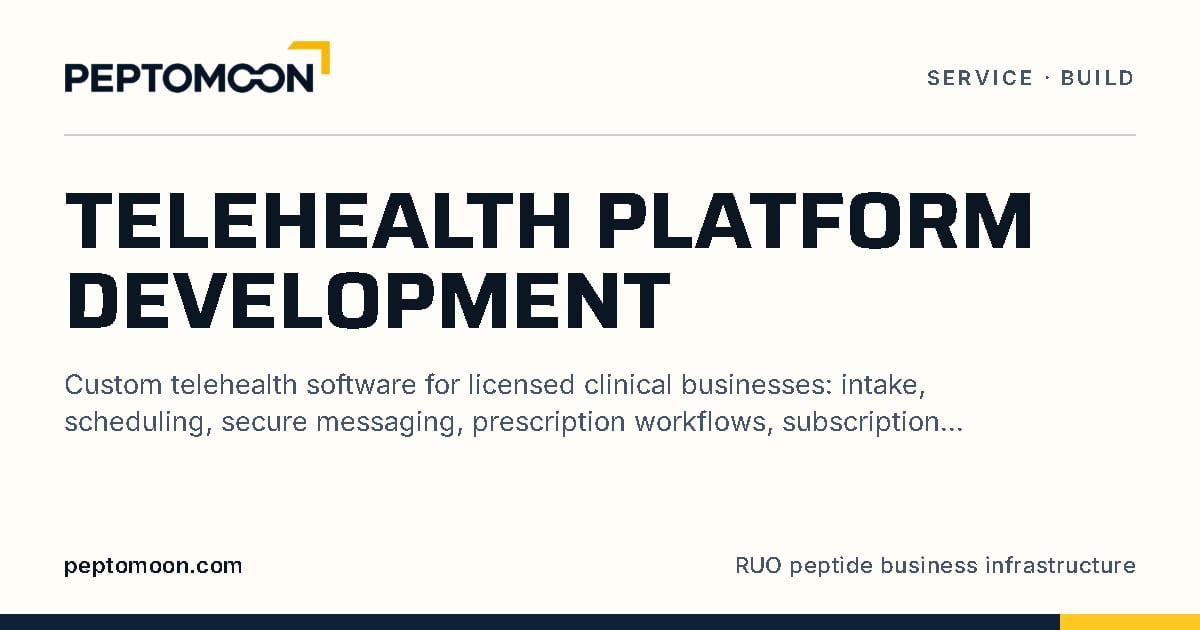 PEPTOMOON
SERVICE · BUILD
TELEHEALTH PLATFORM
DEVELOPMENT
Custom telehealth software for licensed clinical businesses: intake,
scheduling, secure messaging, prescription workflows, subscription...
peptomoon.com
RUO peptide business infrastructure